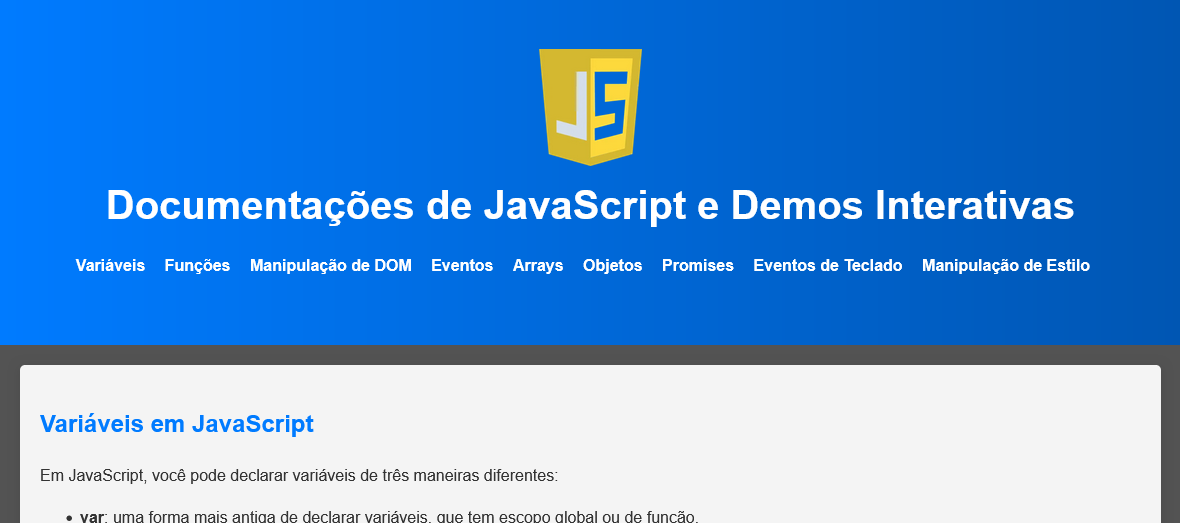 JS
Documentações de JavaScript e Demos Interativas
Variáveis Funções Manipulação de DOM Eventos Arrays Objetos Promises Eventos de Teclado Manipulação de Estilo
Variáveis em JavaScript
Em JavaScript, você pode declarar variáveis de três maneiras diferentes:
• var: uma forma mais antiga de declarar variáveis, que tem escopo global ou de função.